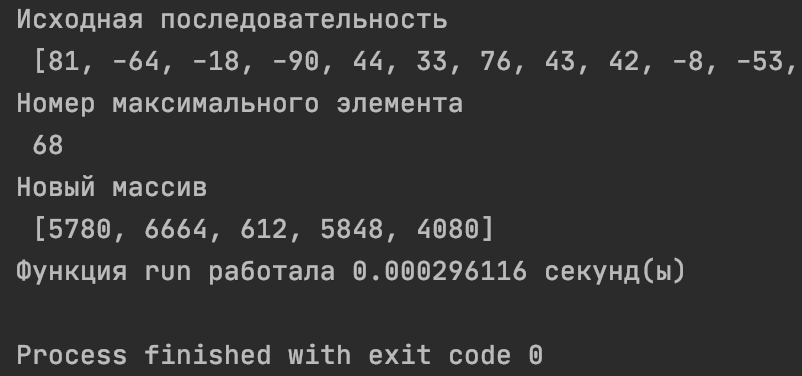 Исходная последовательность
[81, -64, -18, -90, 44, 33, 76, 43, 42, -8, -53,
Номер максимального элемента
68
Новый массив
[5780, 6664, 612, 5848, 4080]
Функция run работала 0.000296116 секунд(ы)
Process finished with exit code 0